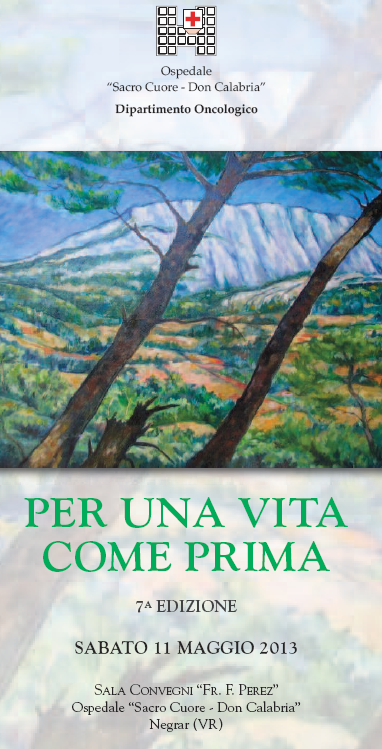 Ospedale
“Sacro Cuore - Don Calabria”
Dipartimento Oncologico
PER UNA VITA
COME PRIMA
7ª EDIZIONE
SABATO 11 MAGGIO 2013
SALA CONVEGNI “FR. F. PEREZ”
Ospedale “Sacro Cuore - Don Calabria”
Negrar (VR)